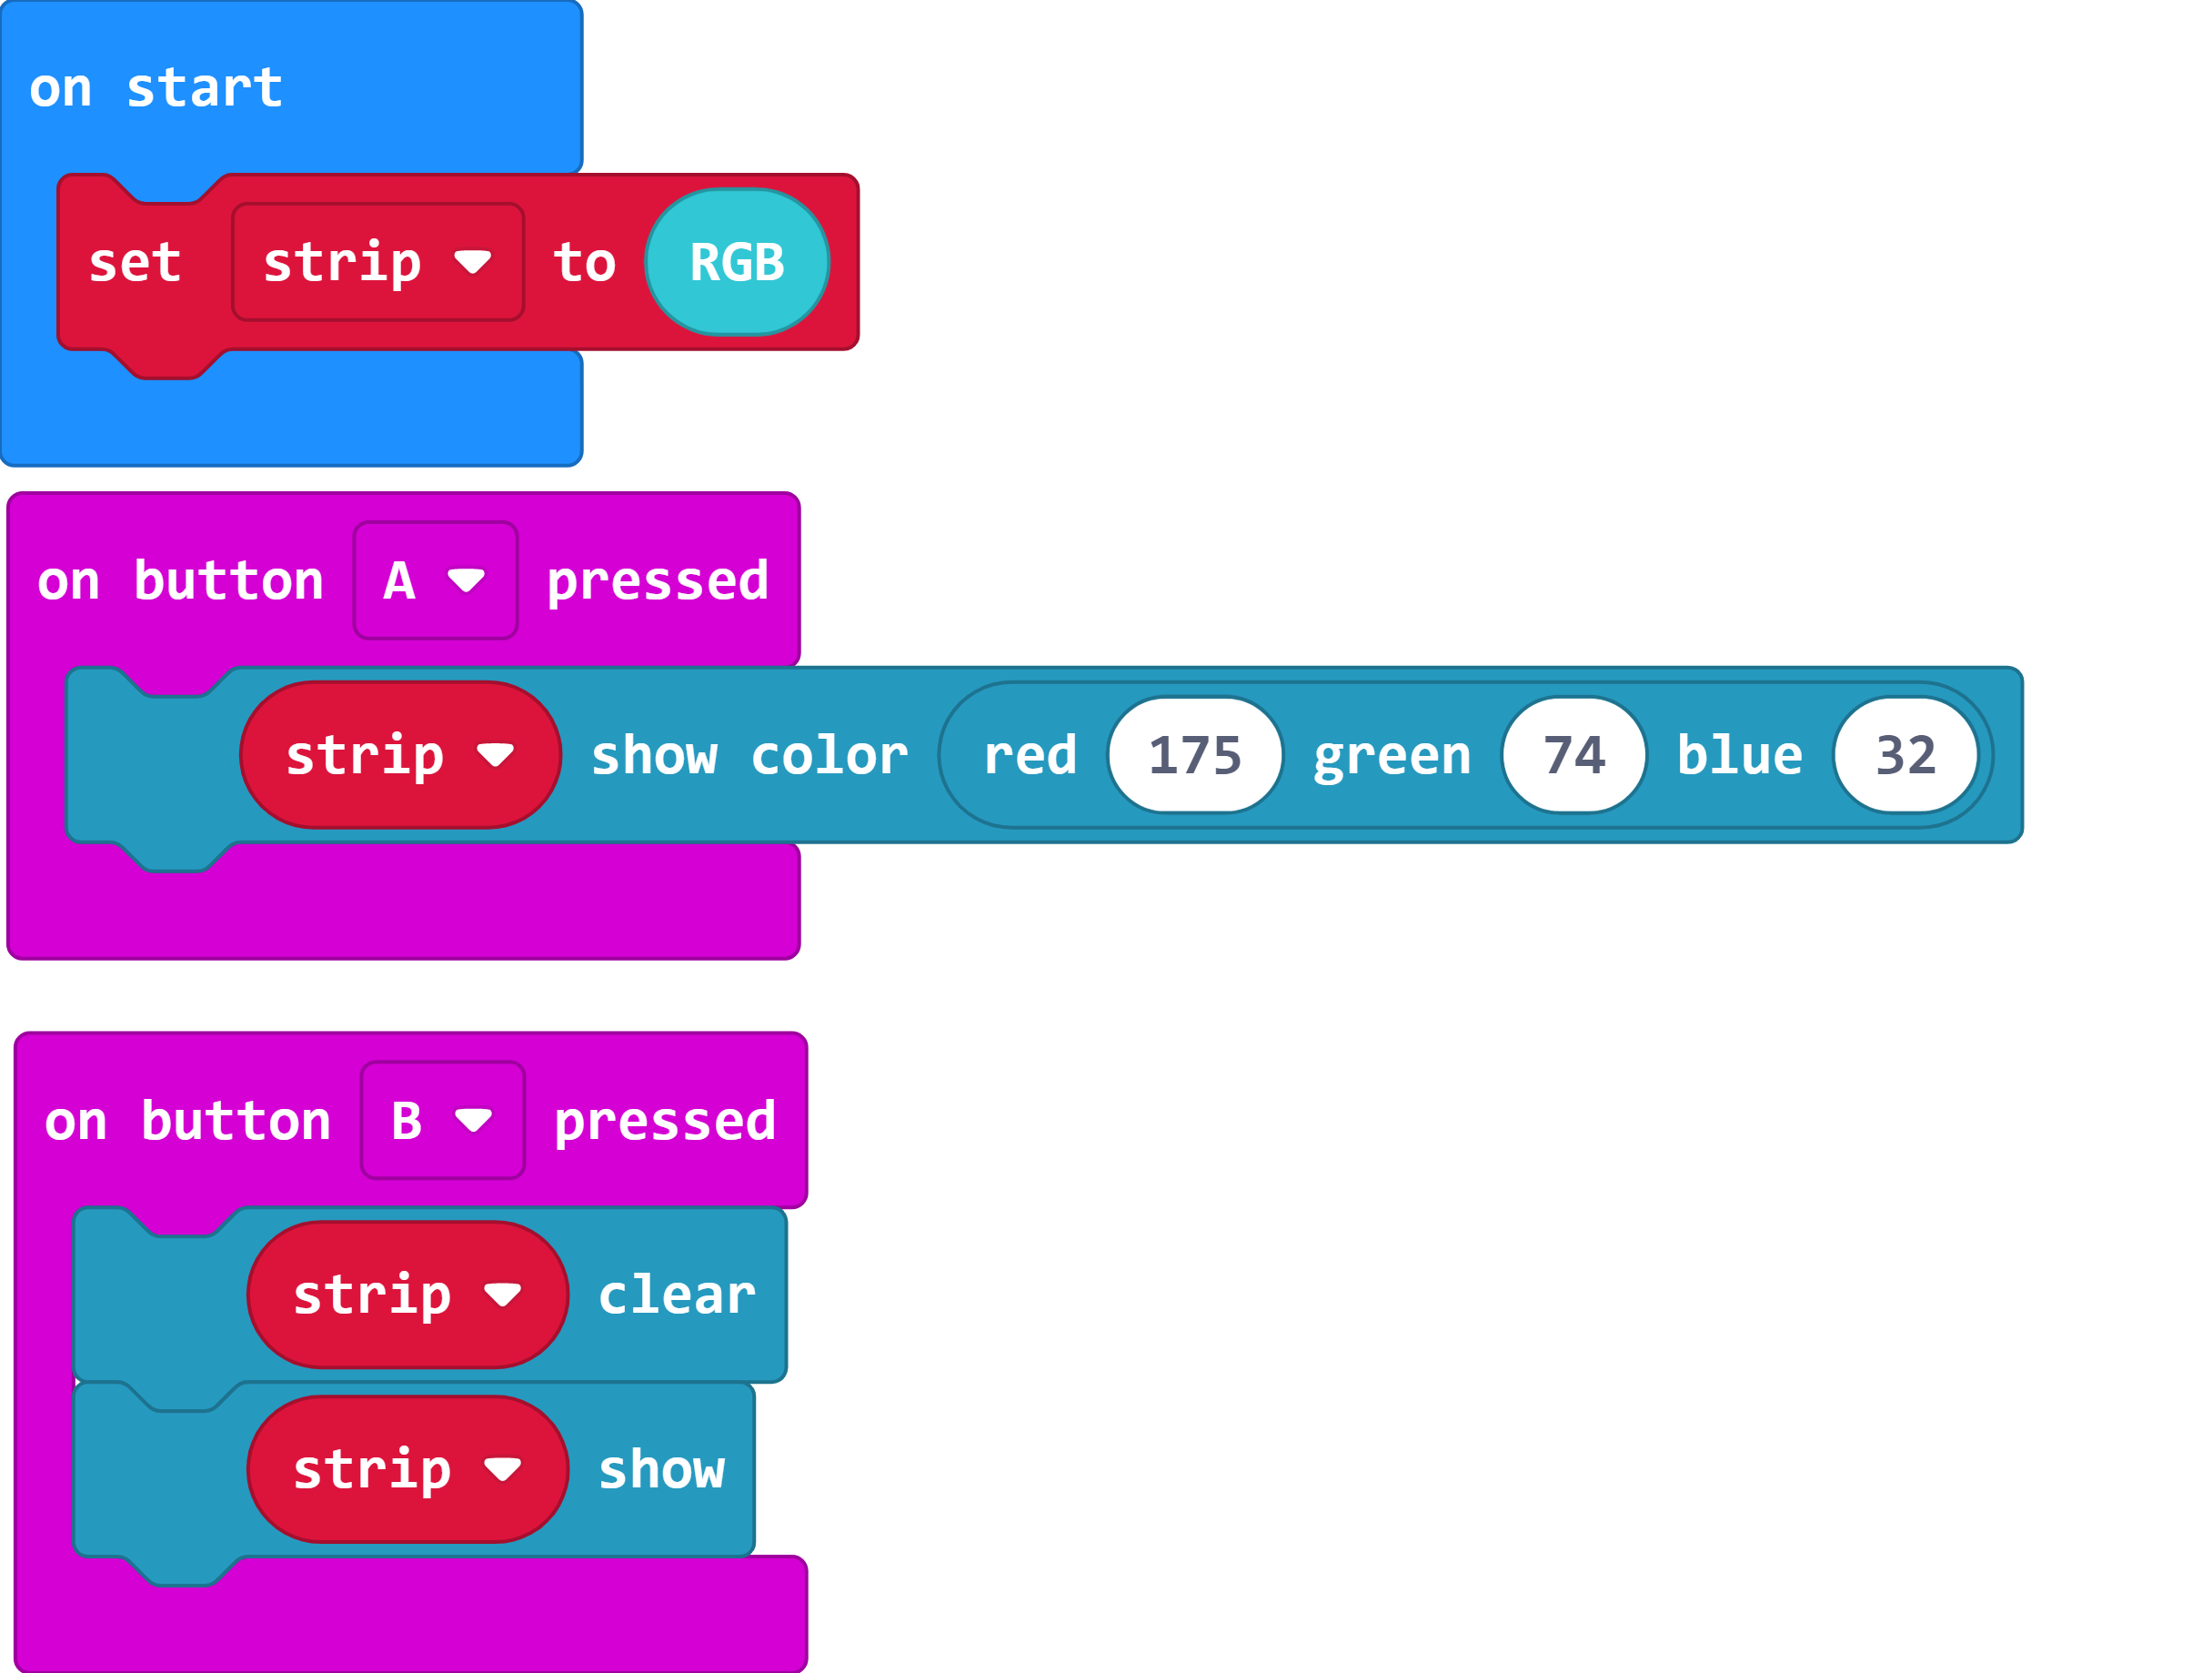 on start
set strip to RGB
on button A pressed
strip show color red 175 green 74 blue 32
on button B pressed
strip clear
strip show